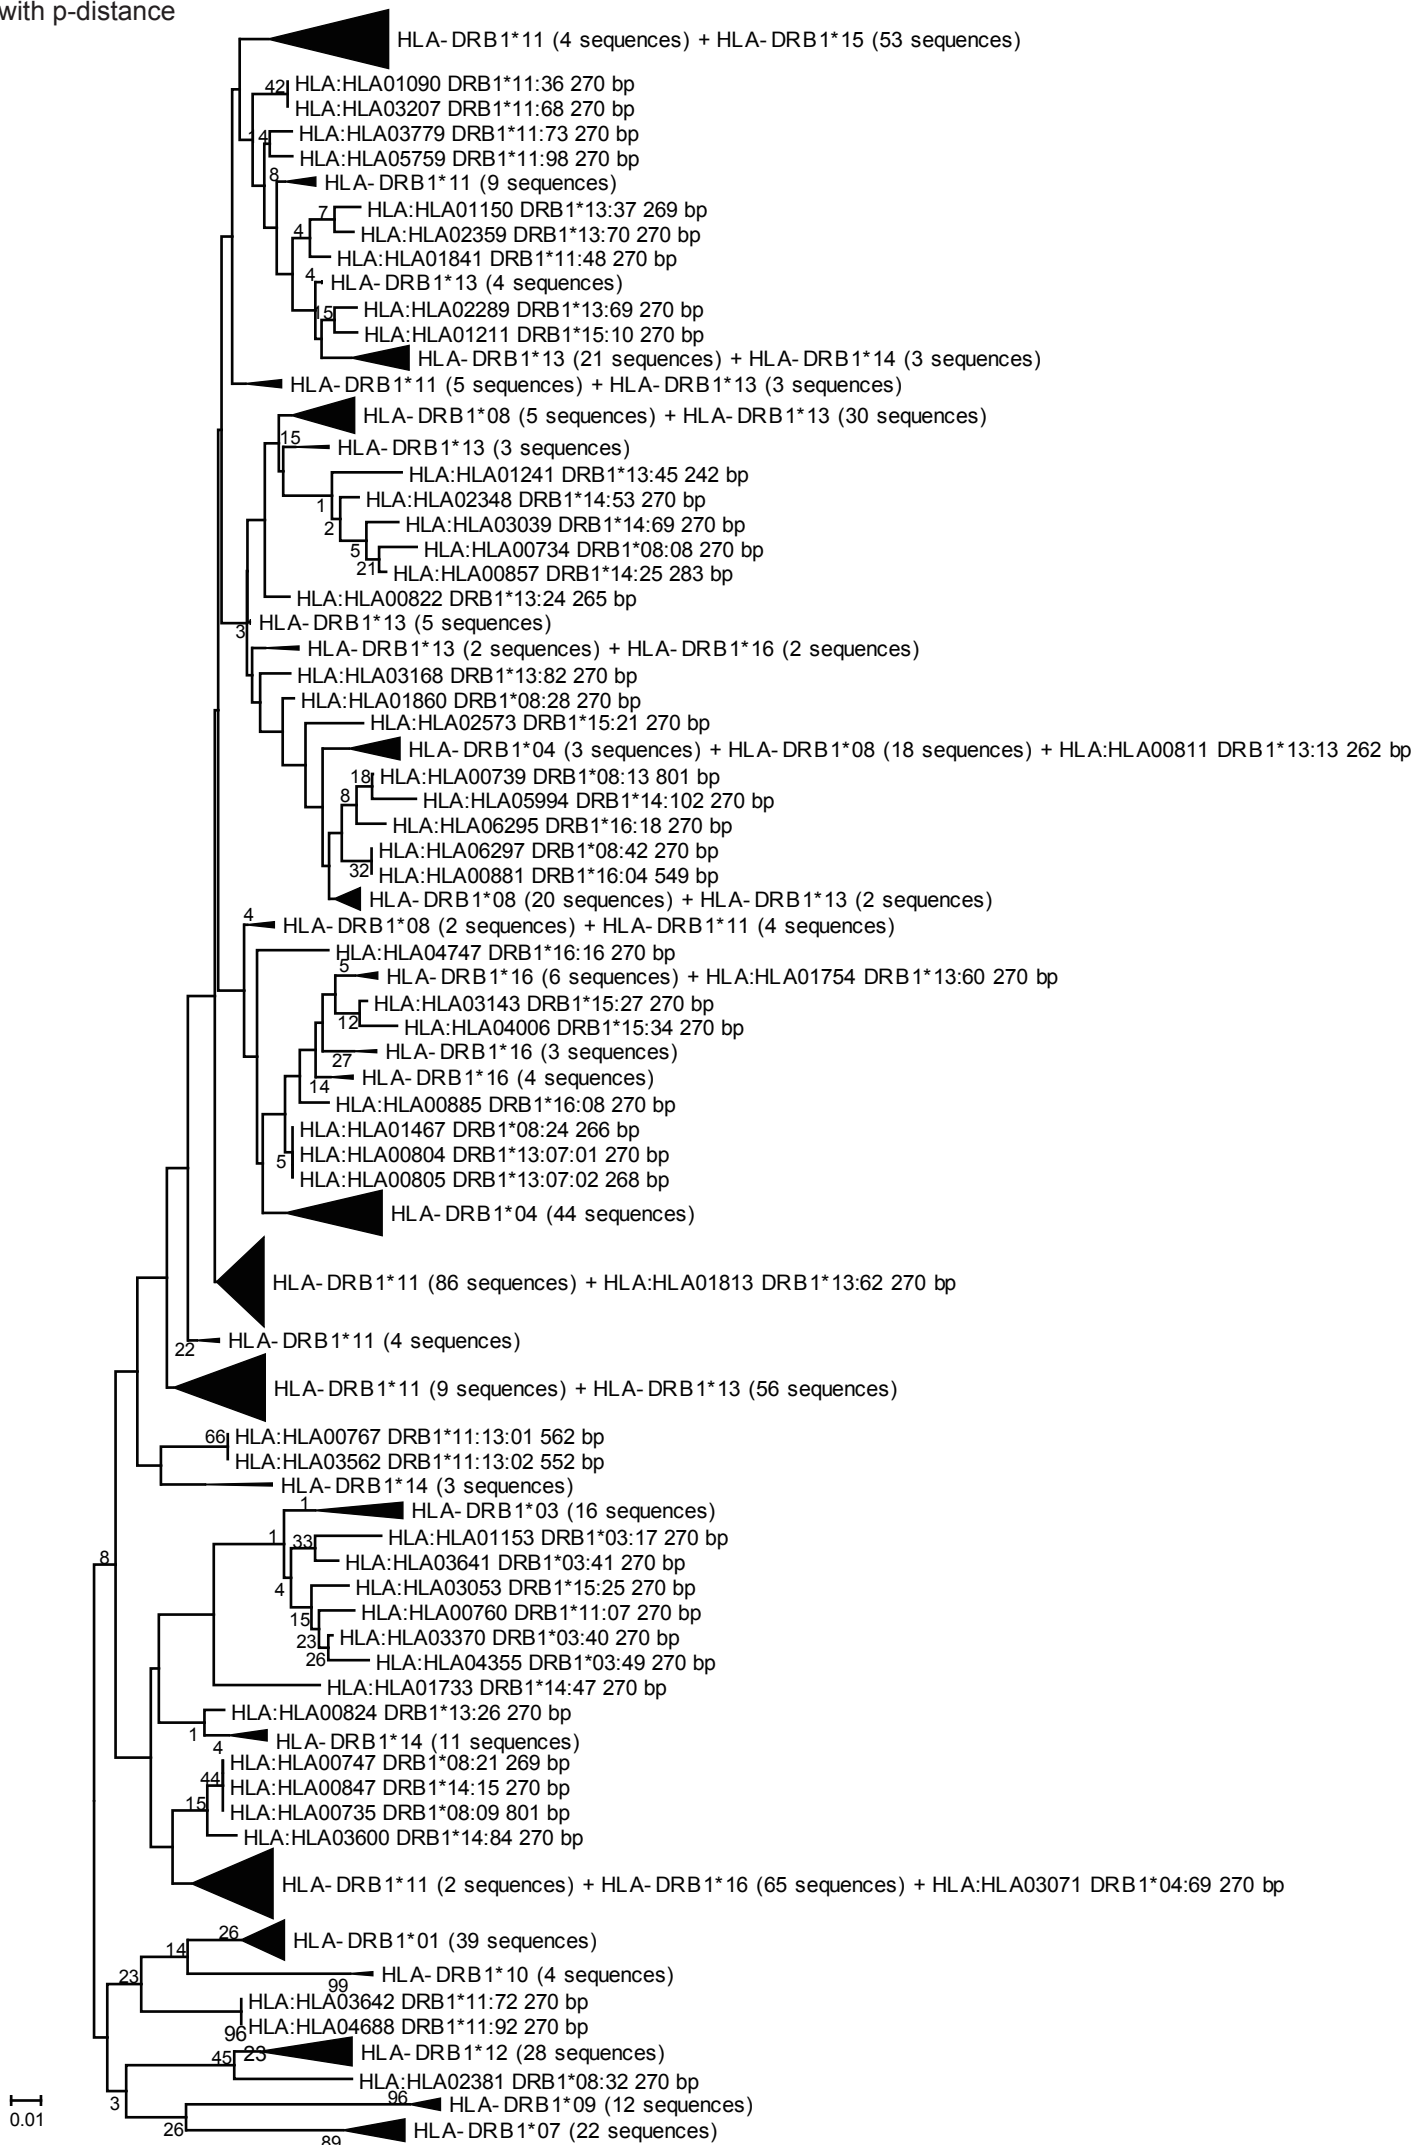 with p-distance
HLA-DRB1*11 (4 sequences) + HLA-DRB1*15 (53 sequences)
42 HLA:HLA01090 DRB1*11:36 270 bp
HLA:HLA03207 DRB1*11:68 270 bp
14 HLA:HLA03779 DRB1*11:73 270 bp
HLA:HLA05759 DRB1*11:98 270 bp
8 HLA-DRB1*11 (9 sequences)
7 HLA:HLA01150 DRB1*13:37 269 bp
4 HLA:HLA02359 DRB1*13:70 270 bp
HLA:HLA01841 DRB1*11:48 270 bp
4 HLA-DRB1*13 (4 sequences)
15 HLA:HLA02289 DRB1*13:69 270 bp
HLA:HLA01211 DRB1*15:10 270 bp
HLA-DRB1*13 (21 sequences) + HLA-DRB1*14 (3 sequences)
HLA-DRB1*11 (5 sequences) + HLA-DRB1*13 (3 sequences)
HLA-DRB1*08 (5 sequences) + HLA-DRB1*13 (30 sequences)
15 HLA-DRB1*13 (3 sequences)
HLA:HLA01241 DRB1*13:45 242 bp
1 HLA:HLA02348 DRB1*14:53 270 bp
2 HLA:HLA03039 DRB1*14:69 270 bp
5 HLA:HLA00734 DRB1*08:08 270 bp
21 HLA:HLA00857 DRB1*14:25 283 bp
HLA:HLA00822 DRB1*13:24 265 bp
3 HLA-DRB1*13 (5 sequences)
HLA-DRB1*13 (2 sequences) + HLA-DRB1*16 (2 sequences)
HLA:HLA03168 DRB1*13:82 270 bp
HLA:HLA01860 DRB1*08:28 270 bp
HLA:HLA02573 DRB1*15:21 270 bp
HLA-DRB1*04 (3 sequences) + HLA-DRB1*08 (18 sequences) + HLA:HLA00811 DRB1*13:13 262 bp
18 HLA:HLA00739 DRB1*08:13 801 bp
8 HLA:HLA05994 DRB1*14:102 270 bp
HLA:HLA06295 DRB1*16:18 270 bp
HLA:HLA06297 DRB1*08:42 270 bp
32 HLA:HLA00881 DRB1*16:04 549 bp
HLA-DRB1*08 (20 sequences) + HLA-DRB1*13 (2 sequences)
4 HLA-DRB1*08 (2 sequences) + HLA-DRB1*11 (4 sequences)
HLA:HLA04747 DRB1*16:16 270 bp
5 HLA-DRB1*16 (6 sequences) + HLA:HLA01754 DRB1*13:60 270 bp
HLA:HLA03143 DRB1*15:27 270 bp
12 HLA:HLA04006 DRB1*15:34 270 bp
27 HLA-DRB1*16 (3 sequences)
14 HLA-DRB1*16 (4 sequences)
HLA:HLA00885 DRB1*16:08 270 bp
HLA:HLA01467 DRB1*08:24 266 bp
5 HLA:HLA00804 DRB1*13:07:01 270 bp
HLA:HLA00805 DRB1*13:07:02 268 bp
HLA-DRB1*04 (44 sequences)
HLA-DRB1*11 (86 sequences) + HLA:HLA01813 DRB1*13:62 270 bp
22 HLA-DRB1*11 (4 sequences)
HLA-DRB1*11 (9 sequences) + HLA-DRB1*13 (56 sequences)
66 HLA:HLA00767 DRB1*11:13:01 562 bp
HLA:HLA03562 DRB1*11:13:02 552 bp
HLA-DRB1*14 (3 sequences)
1 HLA-DRB1*03 (16 sequences)
1 33 HLA:HLA01153 DRB1*03:17 270 bp
8 HLA:HLA03641 DRB1*03:41 270 bp
4 HLA:HLA03053 DRB1*15:25 270 bp
15 HLA:HLA00760 DRB1*11:07 270 bp
23 HLA:HLA03370 DRB1*03:40 270 bp
26 HLA:HLA04355 DRB1*03:49 270 bp
HLA:HLA01733 DRB1*14:47 270 bp
HLA:HLA00824 DRB1*13:26 270 bp
1 4 HLA-DRB1*14 (11 sequences)
HLA:HLA00747 DRB1*08:21 269 bp
44 HLA:HLA00847 DRB1*14:15 270 bp
15 HLA:HLA00735 DRB1*08:09 801 bp
HLA:HLA03600 DRB1*14:84 270 bp
HLA-DRB1*11 (2 sequences) + HLA-DRB1*16 (65 sequences) + HLA:HLA03071 DRB1*04:69 270 bp
26 HLA-DRB1*01 (39 sequences)
14
23 99 HLA-DRB1*10 (4 sequences)
HLA:HLA03642 DRB1*11:72 270 bp
96 HLA:HLA04688 DRB1*11:92 270 bp
45 23 HLA-DRB1*12 (28 sequences)
HLA:HLA02381 DRB1*08:32 270 bp
3 96 HLA-DRB1*09 (12 sequences)
0.01
26 89 HLA-DRB1*07 (22 sequences)